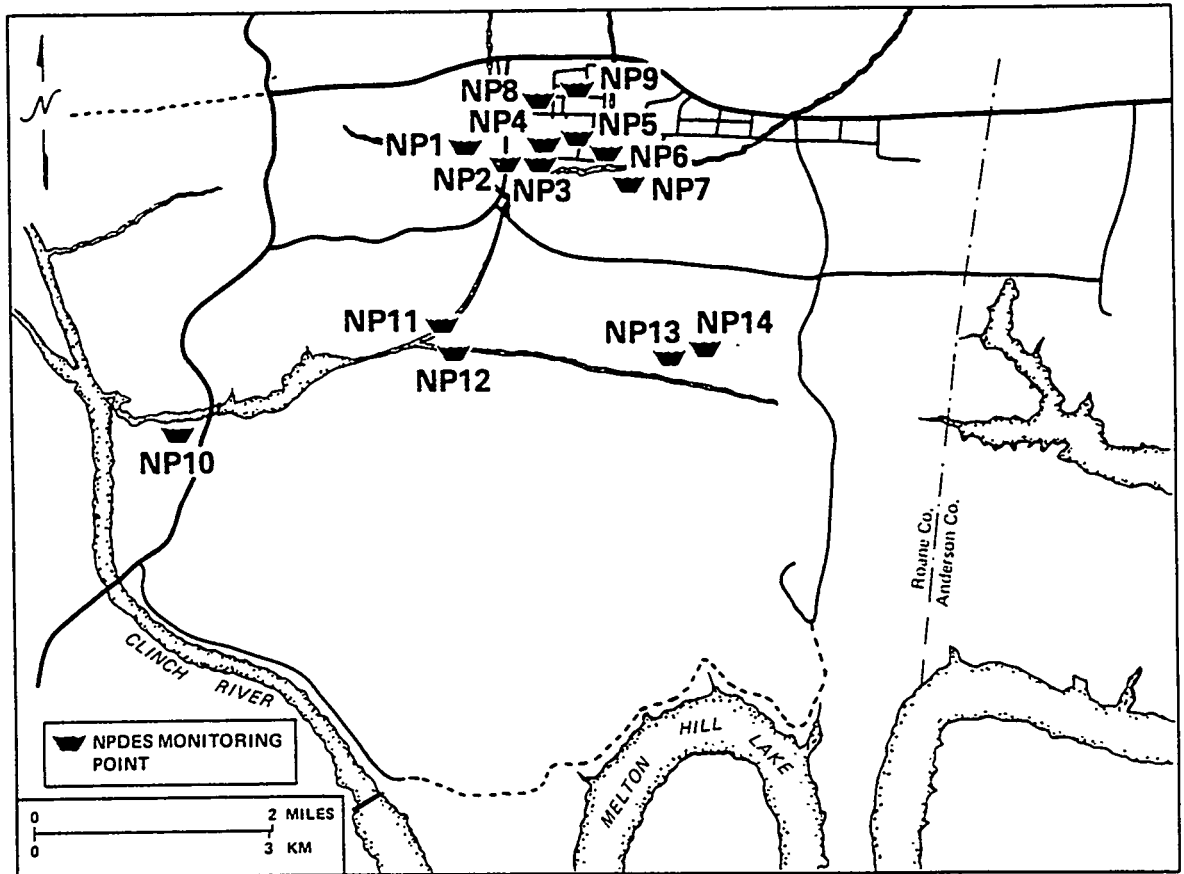 N
NP9
NP8
NP4
NP5
NP1
NP6
NP2
NP3
NP7
NP11
NP13
NP14
NP12
NP10
Roane Co.
Anderson Co.
CLINCH RIVER
MELTON HILL LAKE
NPDES MONITORING
POINT
0 2 MILES
0 3 KM